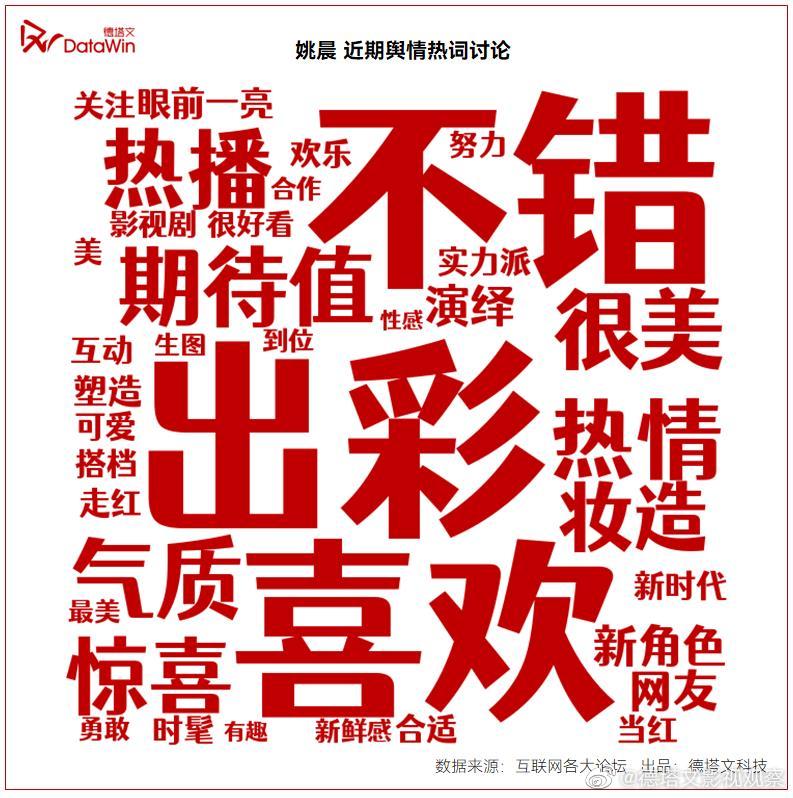 德塔文
DataWin
姚晨 近期舆情热词讨论
关注 眼前一亮
热播 欢乐 不错 努力
合作
影视剧 很好看
美 期待值 实力派
性感 演绎 很美
互动 生图 到位
塑造 出彩 热情
可爱
搭档 妆造
走红
气质 喜欢 新时代
最美
惊喜 新角色
网友
勇敢 时髦 有趣 新鲜感 合适 当红
数据来源：互联网各大论坛 出品：德塔文科技
@德塔文影视观察